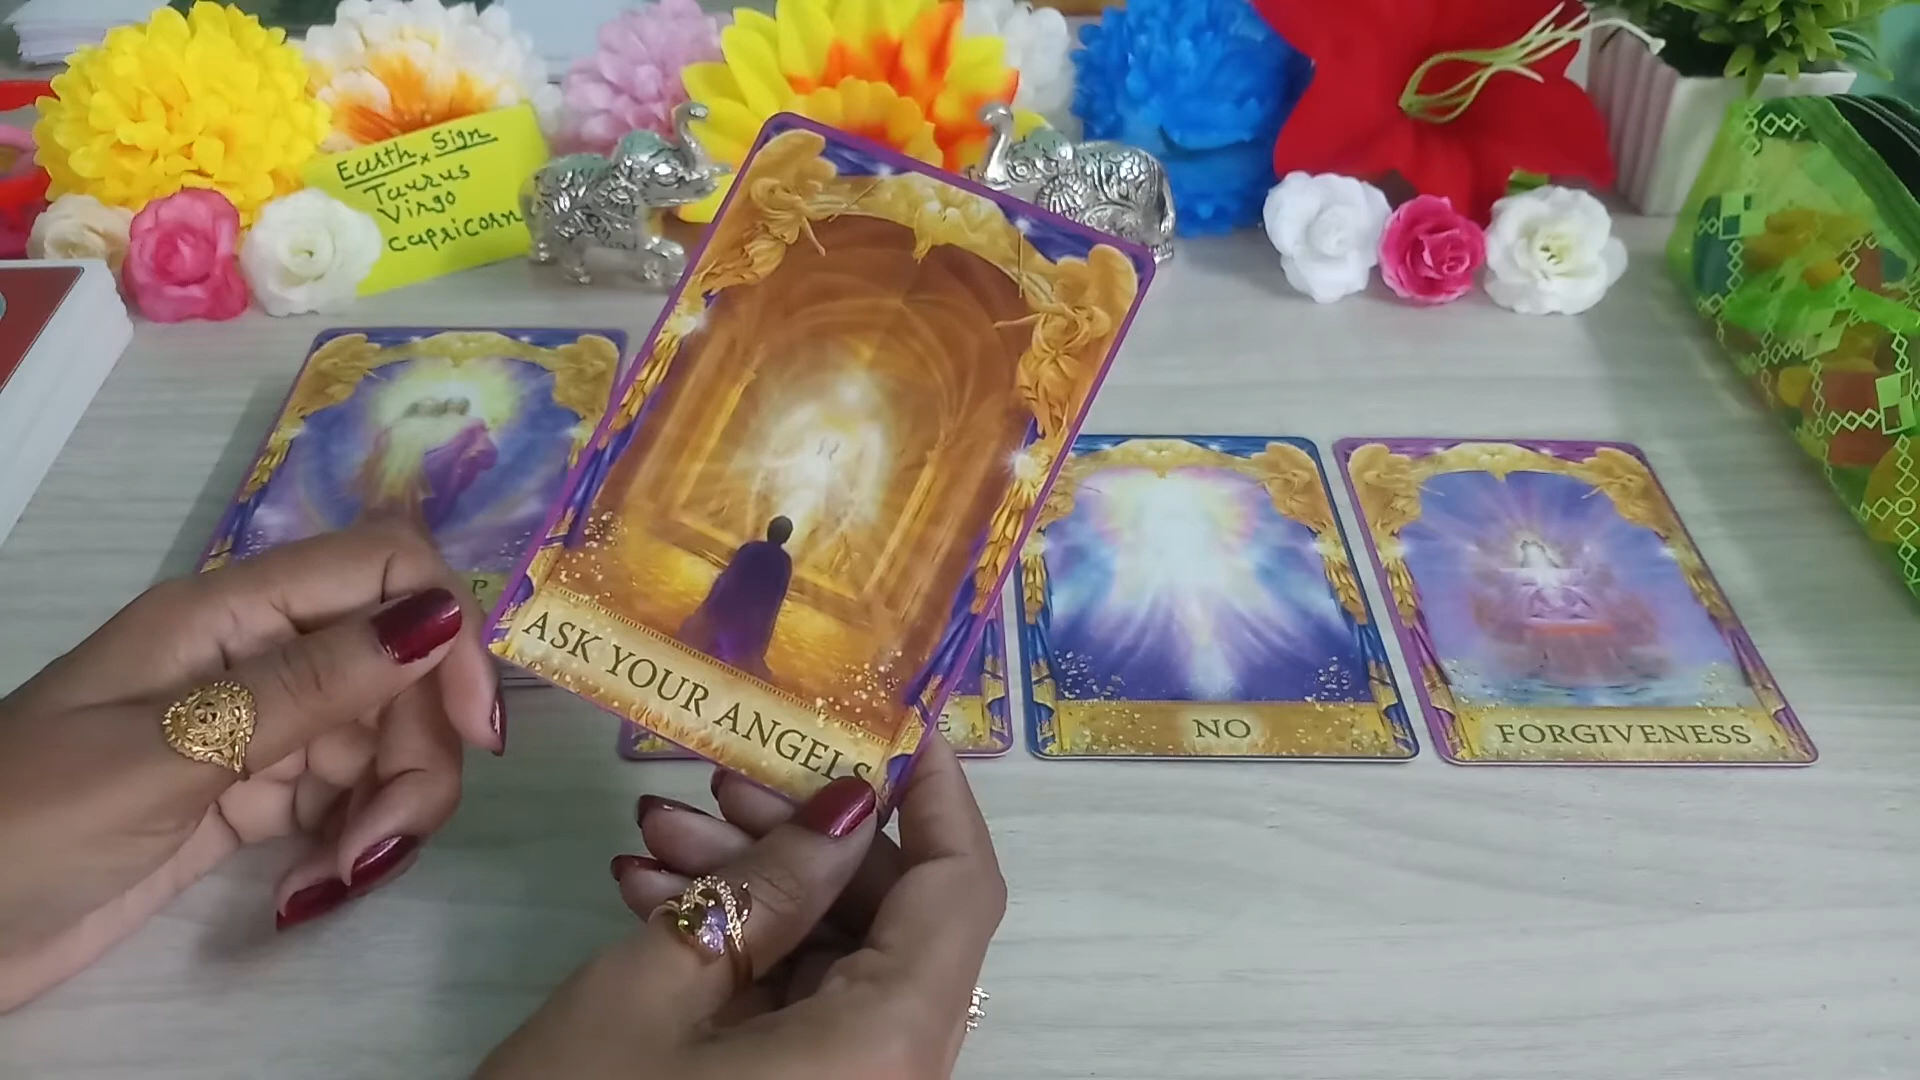 Earth Sign
Taurus
Virgo
Capricorn
ASK YOUR ANGELS
NO
FORGIVENESS